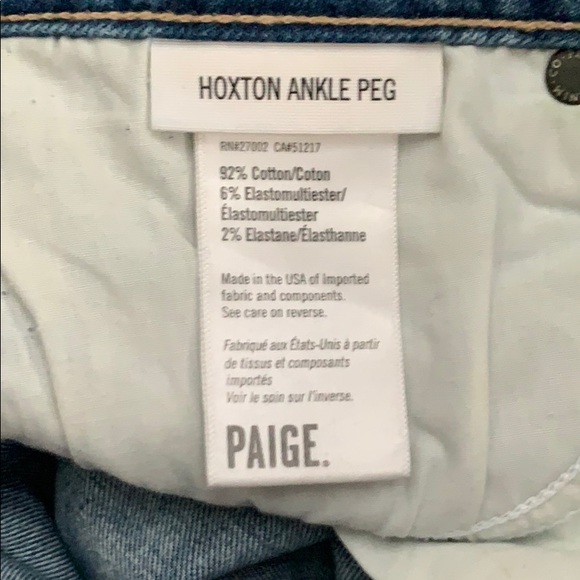 HOXTON ANKLE PEG
RN#27002 CA#51217
92% Cotton/Coton
6% Elastomultiester/
Élastomultiester
2% Elastane/Élasthanne
Made in the USA of Imported
fabric and components.
See care on reverse.
Fabriqué aux États-Unis à partir
de tissus et composants
importés
Voir le soin sur l'inverse.
PAIGE.